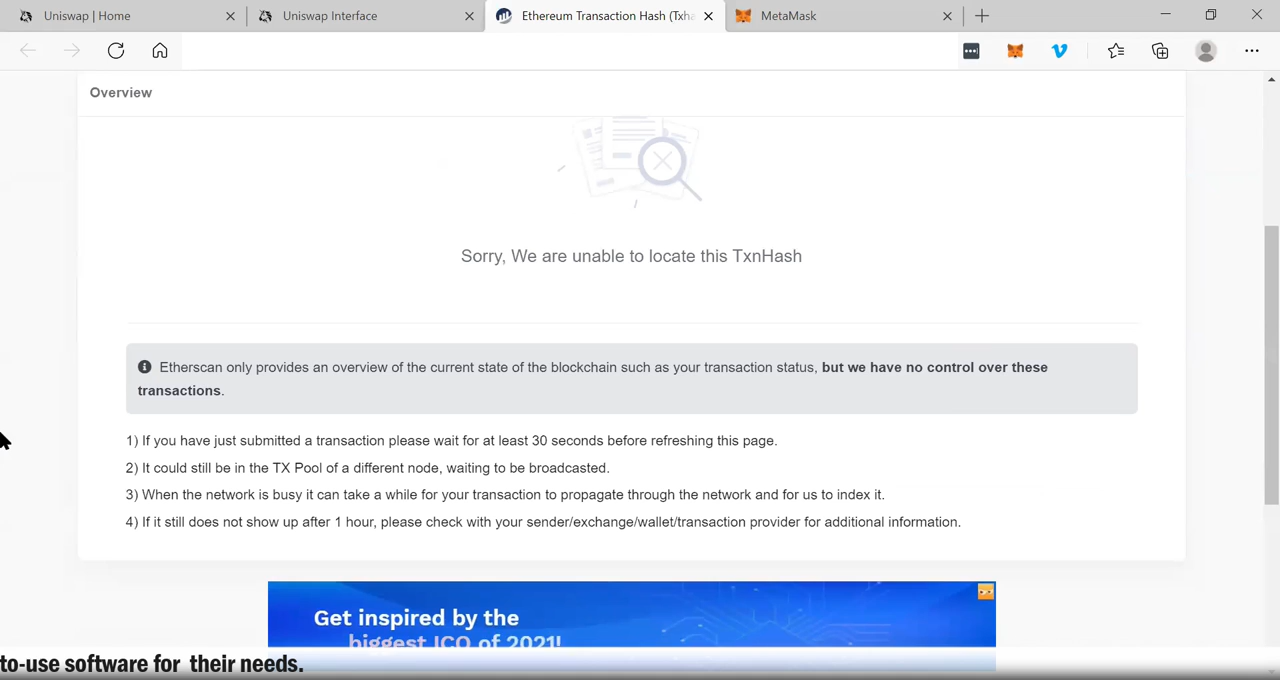 Uniswap | Home
Uniswap Interface
Ethereum Transaction Hash (Txha
MetaMask
Overview
Sorry, We are unable to locate this TxnHash
Etherscan only provides an overview of the current state of the blockchain such as your transaction status, but we have no control over these
transactions.
1) If you have just submitted a transaction please wait for at least 30 seconds before refreshing this page.
2) It could still be in the TX Pool of a different node, waiting to be broadcasted.
3) When the network is busy it can take a while for your transaction to propagate through the network and for us to index it.
4) If it still does not show up after 1 hour, please check with your sender/exchange/wallet/transaction provider for additional information.
Get inspired by the
biggest ICO of 2021!
to-use software for their needs.